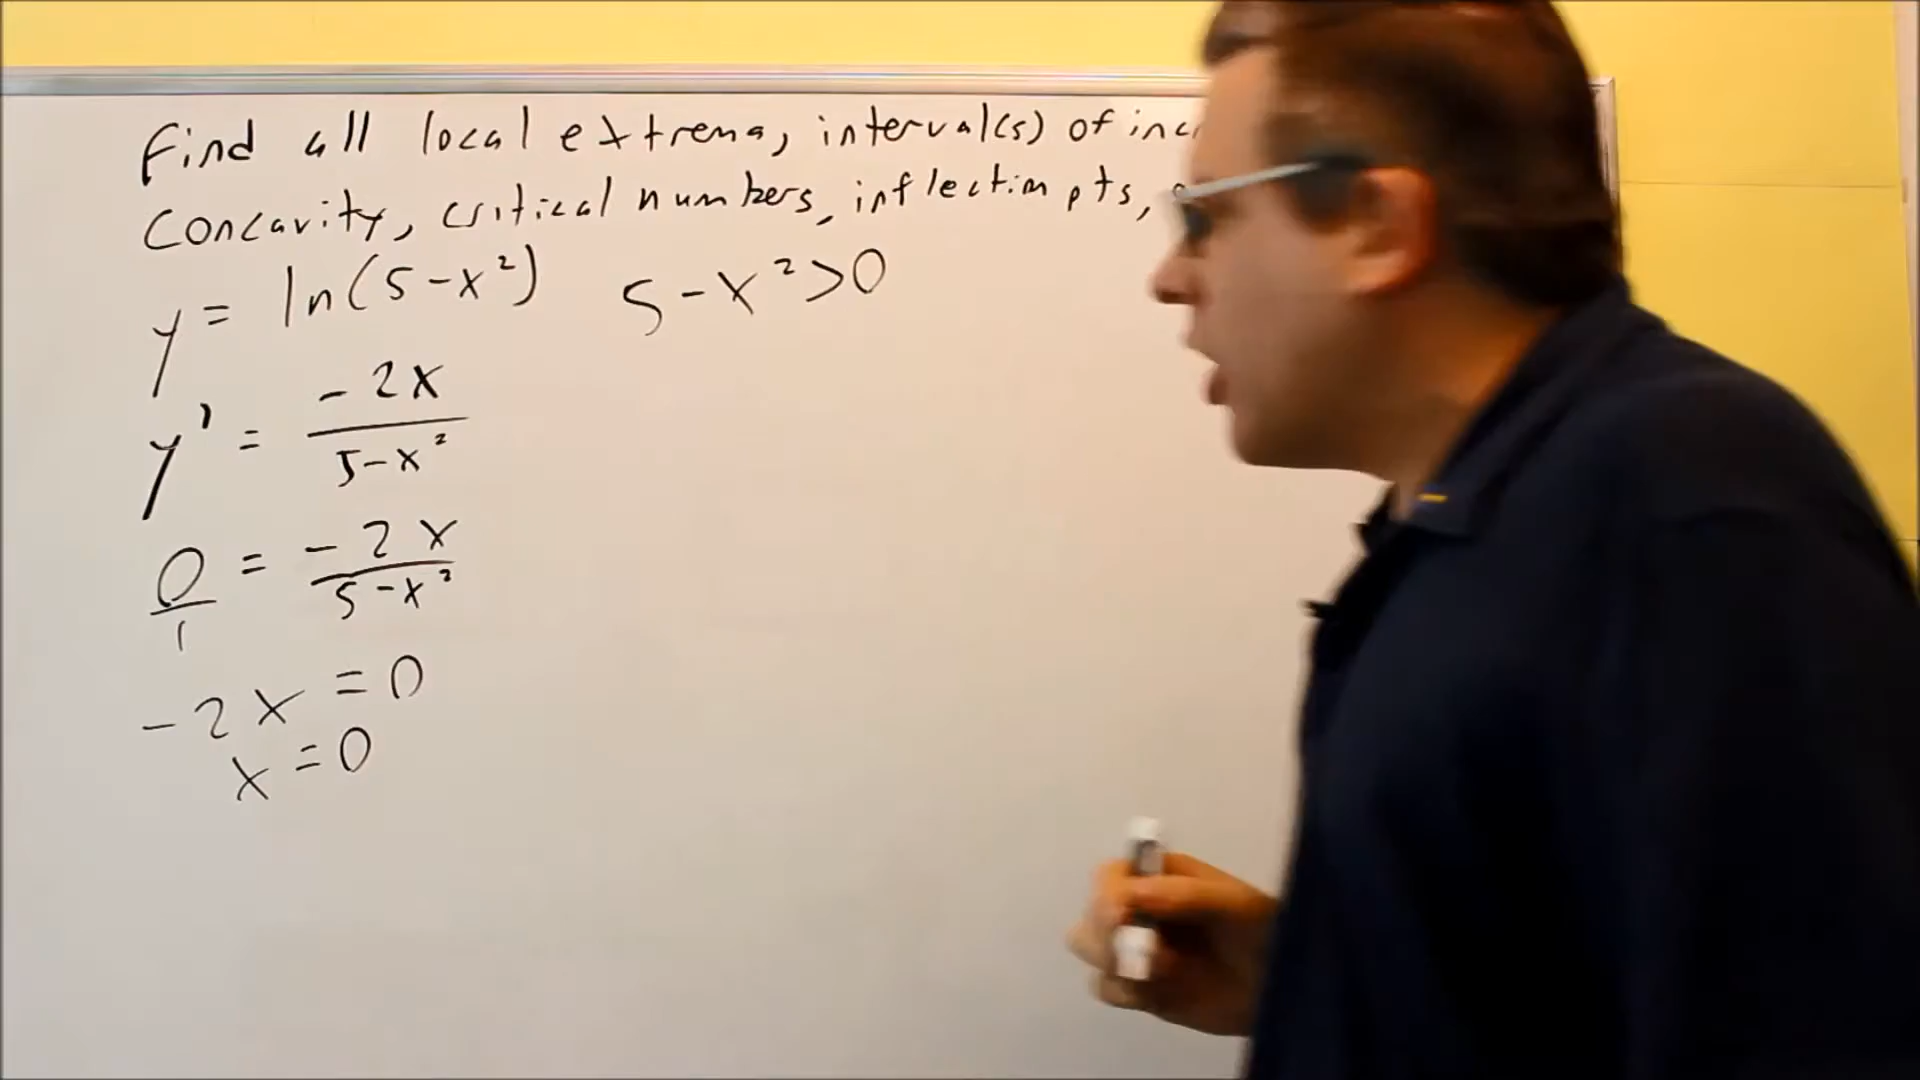 Find all local extrema, interval(s) of
Concavity, critical numbers, inflection pts,
y = ln(5-x²) 5-x²>0
y' = -2x / 5-x²
0/1 = -2x / 5-x²
-2x = 0
x = 0